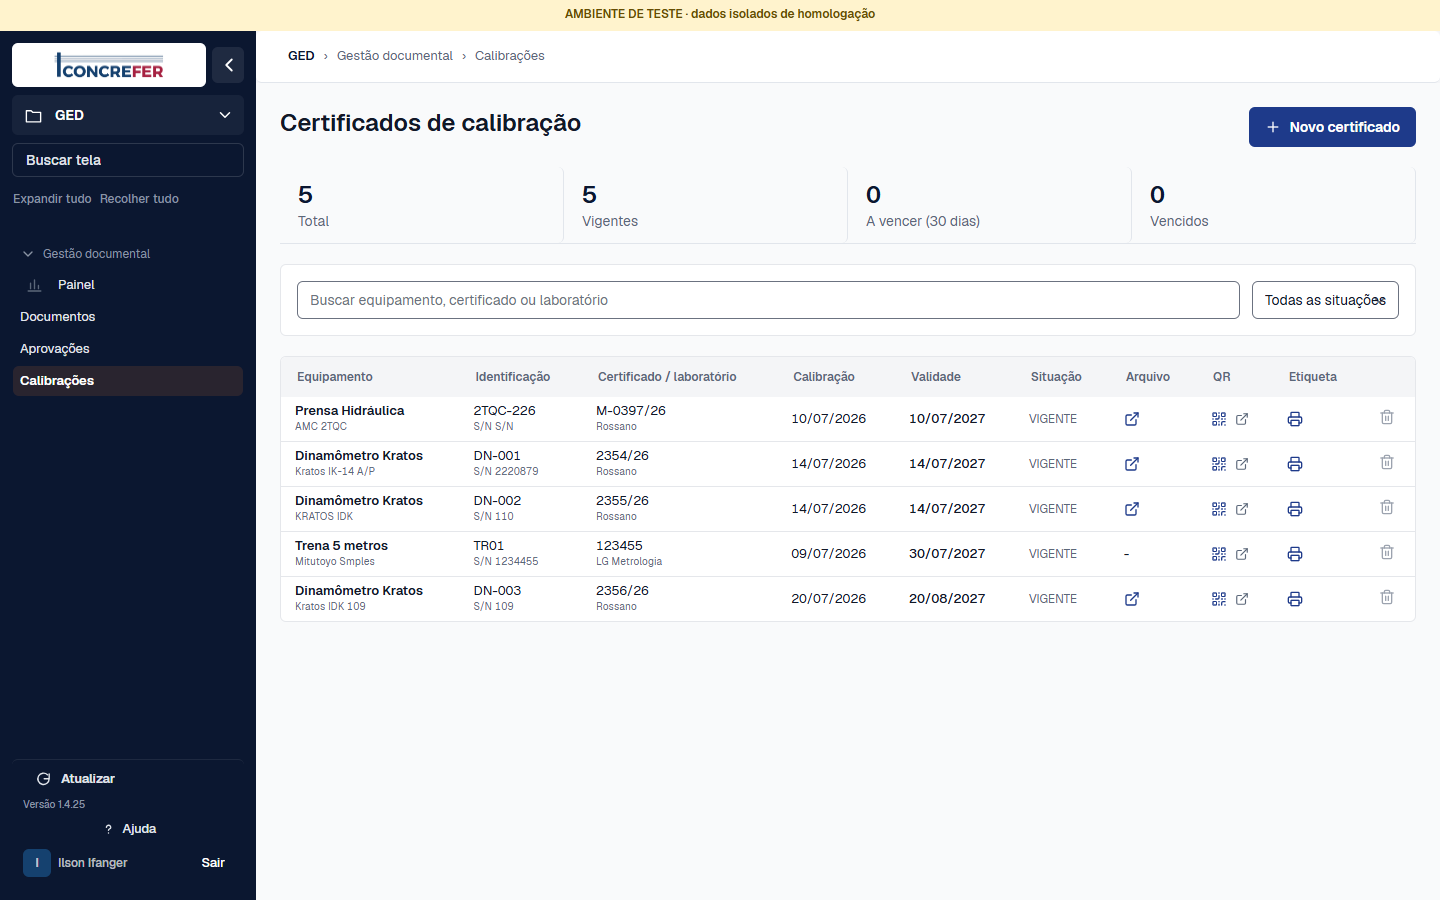 AMBIENTE DE TESTE · dados isolados de homologação
CONCREFER
GED
Buscar tela
Expandir tudo Recolher tudo
Gestão documental
Painel
Documentos
Aprovações
Calibrações
Atualizar
Versão 1.4.25
? Ajuda
I Ilson Ifanger Sair
GED › Gestão documental › Calibrações
Certificados de calibração
+ Novo certificado
5
Total
5
Vigentes
0
A vencer (30 dias)
0
Vencidos
Buscar equipamento, certificado ou laboratório
Todas as situações
Equipamento Identificação Certificado / laboratório Calibração Validade Situação Arquivo QR Etiqueta
Prensa Hidráulica 2TQC-226 M-0397/26 10/07/2026 10/07/2027 VIGENTE
AMC 2TQC S/N S/N Rossano
Dinamômetro Kratos DN-001 2354/26 14/07/2026 14/07/2027 VIGENTE
Kratos IK-14 A/P S/N 2220879 Rossano
Dinamômetro Kratos DN-002 2355/26 14/07/2026 14/07/2027 VIGENTE
KRATOS IDK S/N 110 Rossano
Trena 5 metros TR01 123455 09/07/2026 30/07/2027 VIGENTE -
Mitutoyo Smples S/N 1234455 LG Metrologia
Dinamômetro Kratos DN-003 2356/26 20/07/2026 20/08/2027 VIGENTE
Kratos IDK 109 S/N 109 Rossano